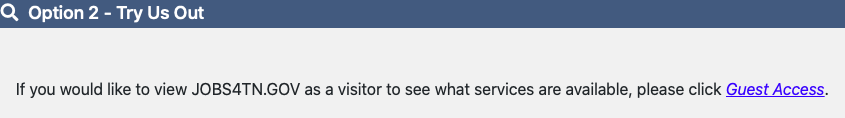 Option 2 - Try Us Out
If you would like to view JOBS4TN.GOV as a visitor to see what services are available, please click Guest Access.